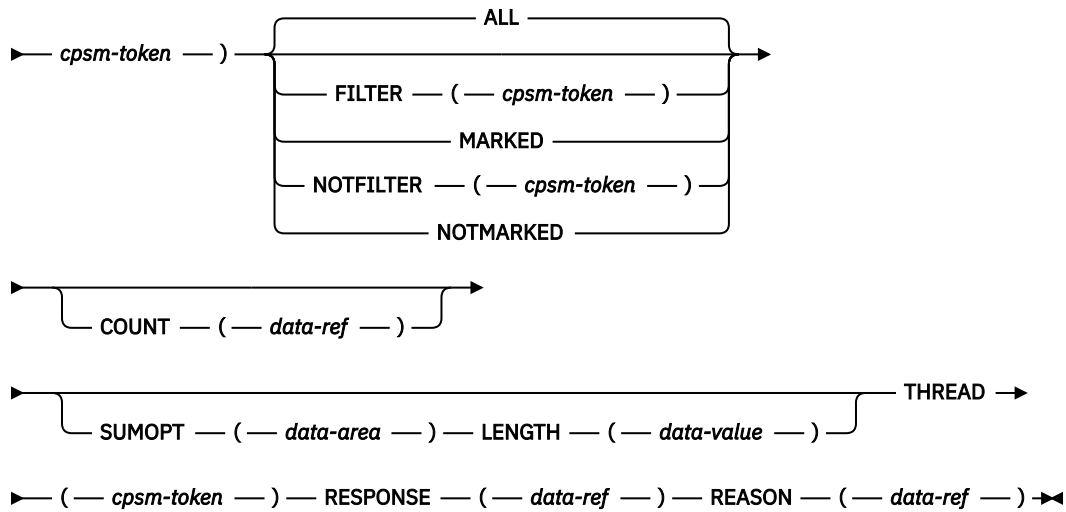 ALL
cpsm-token )
FILTER ( cpsm-token )
MARKED
NOTFILTER ( cpsm-token )
NOTMARKED
COUNT ( data-ref )
THREAD
SUMOPT ( data-area ) LENGTH ( data-value )
( cpsm-token ) RESPONSE ( data-ref ) REASON ( data-ref )